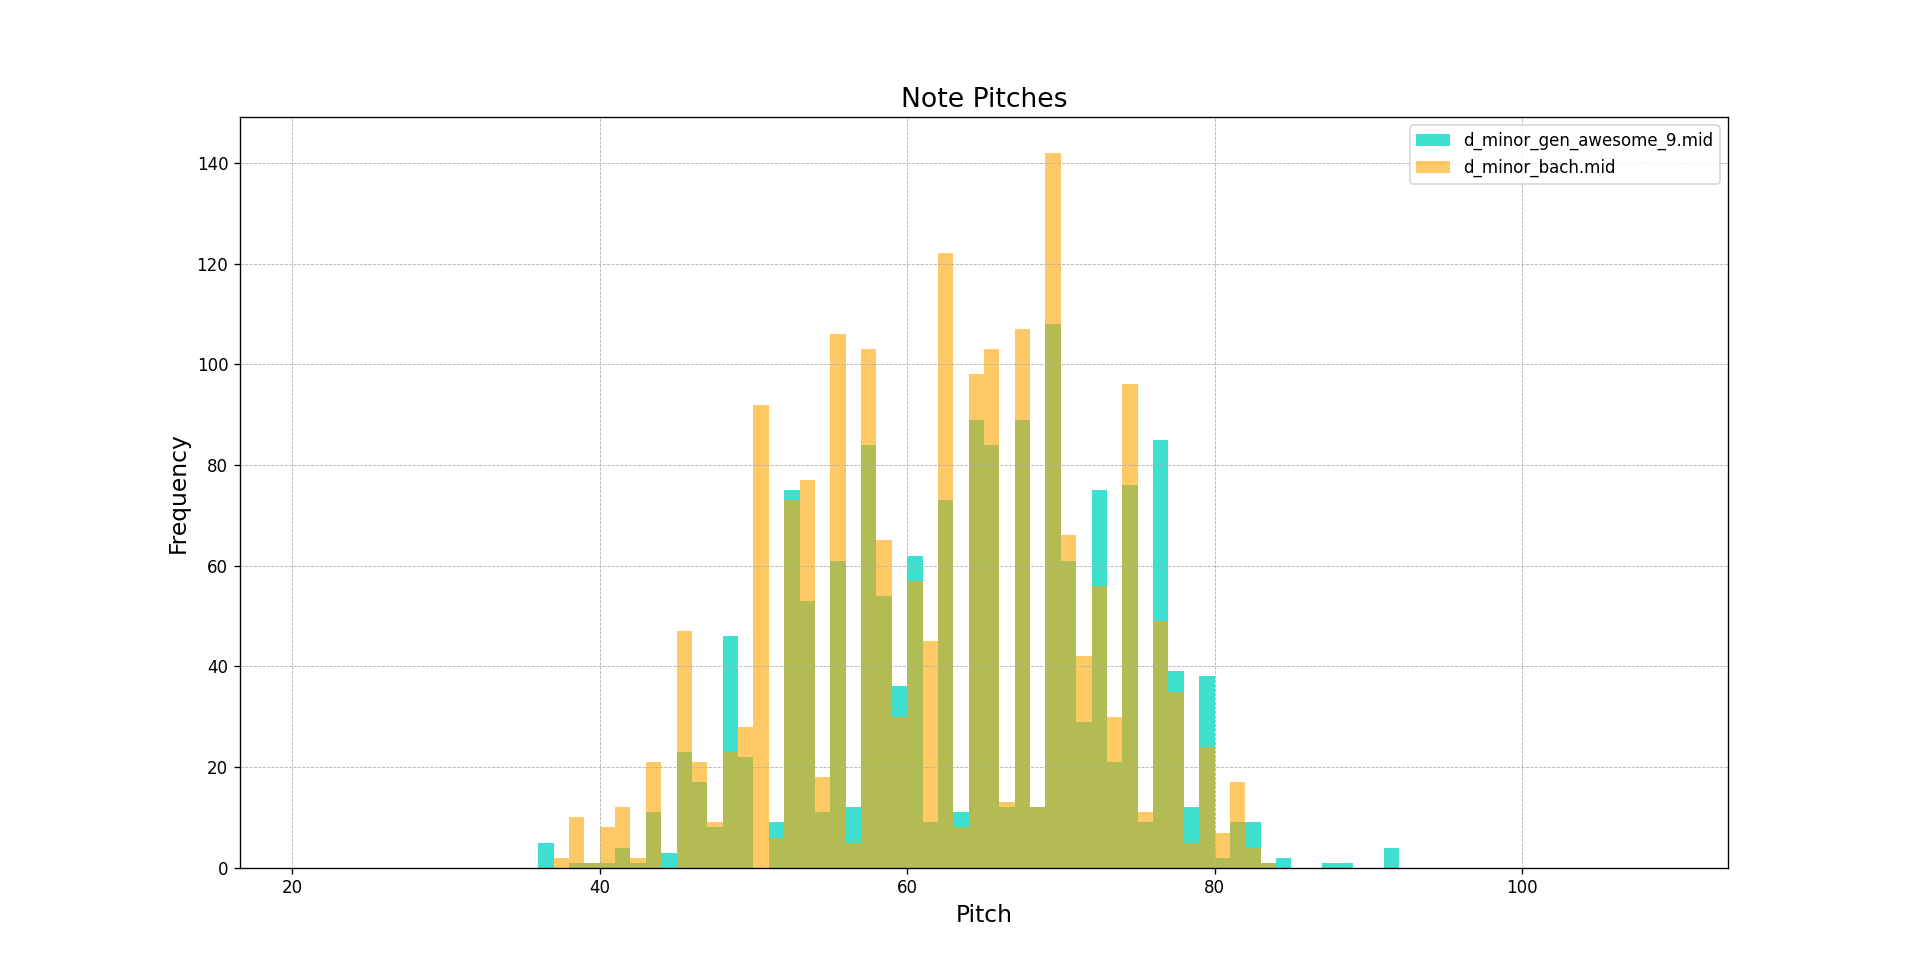 Note Pitches
d_minor_gen_awesome_9.mid
d_minor_bach.mid
140
120
100
80
60
40
20
0
Frequency
20 40 60 80 100
Pitch